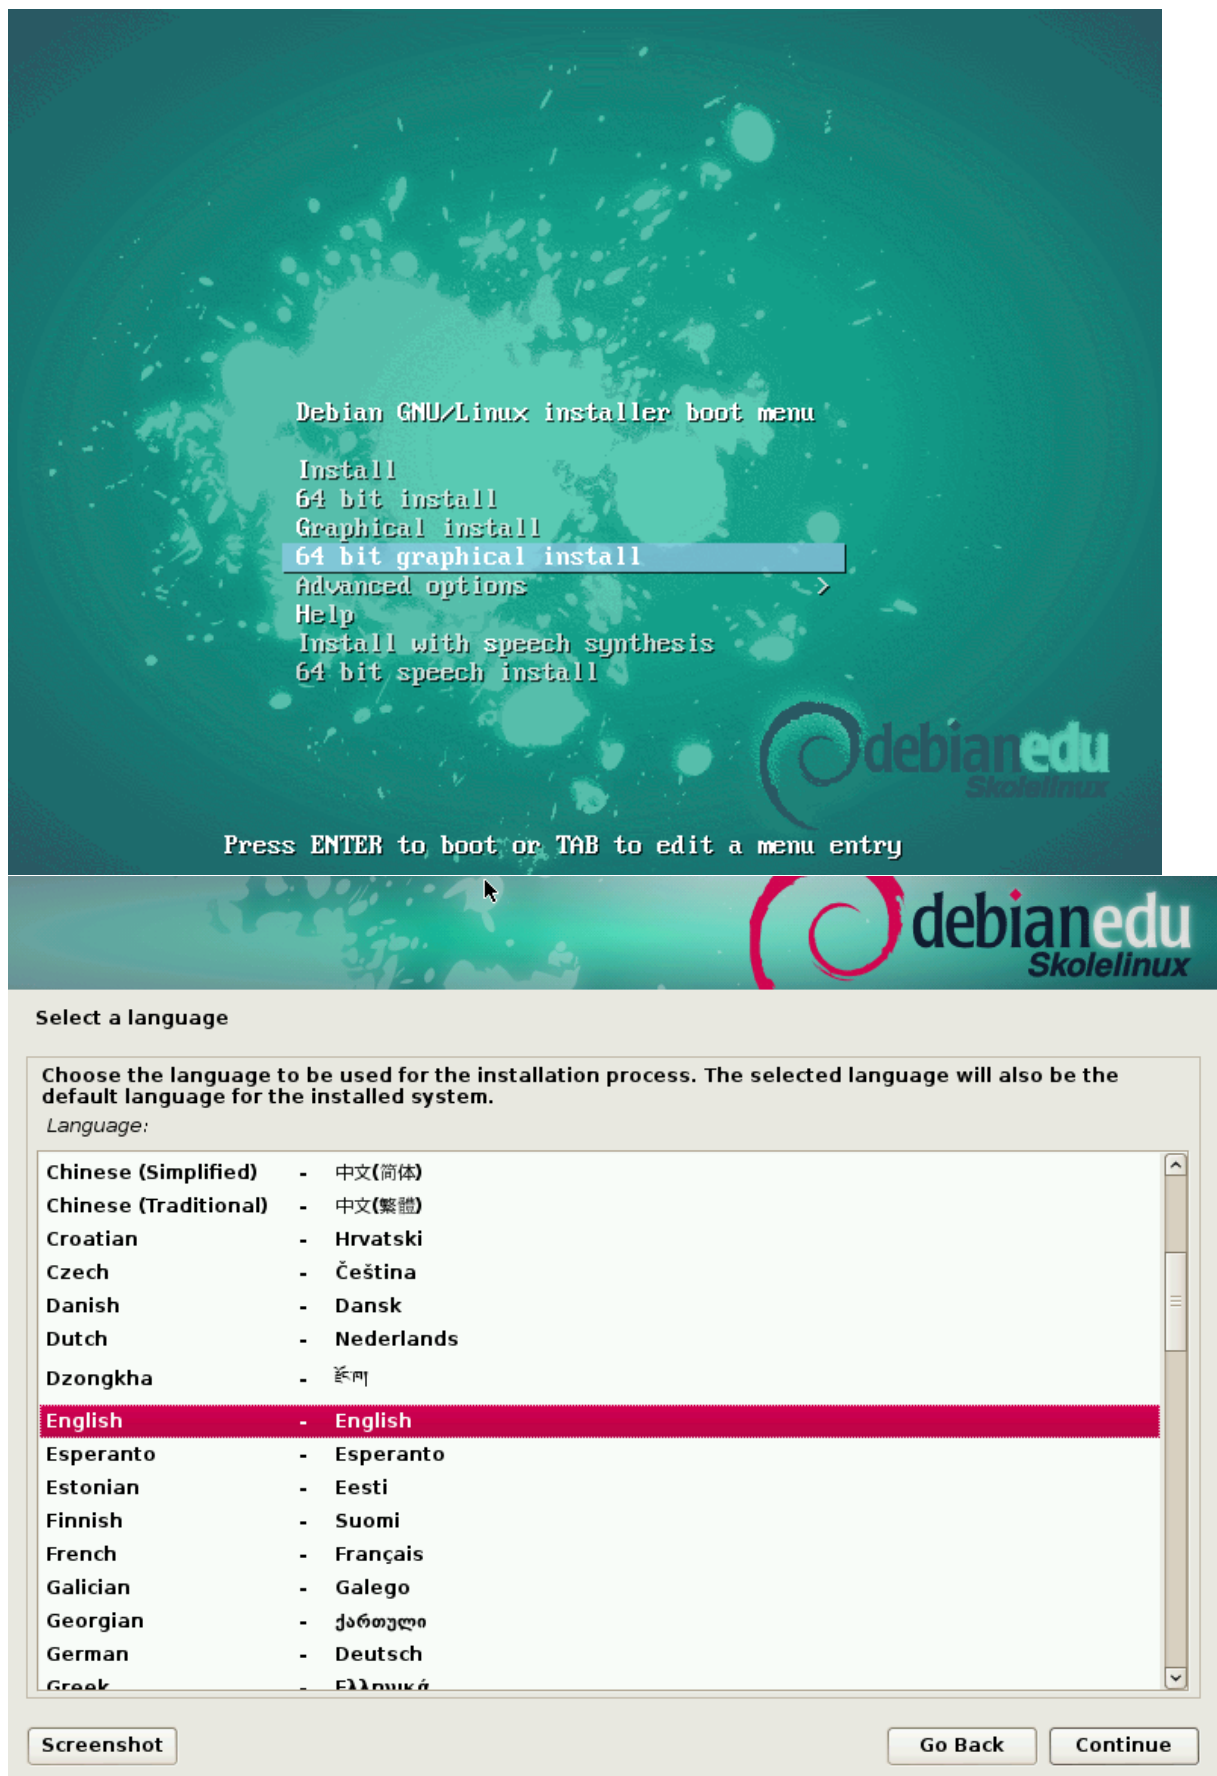 Debian GNU/Linux installer boot menu
Install
64 bit install
Graphical install
64 bit graphical install
Advanced options >
Help
Install with speech synthesis
64 bit speech install
debianedu
Skolelinux
Press ENTER to boot or TAB to edit a menu entry
debianedu
Skolelinux
Select a language
Choose the language to be used for the installation process. The selected language will also be the
default language for the installed system.
Language:
Chinese (Simplified) - 中文(简体)
Chinese (Traditional) - 中文(繁體)
Croatian - Hrvatski
Czech - Čeština
Danish - Dansk
Dutch - Nederlands
Dzongkha - རྫོང་ཁ།
English - English
Esperanto - Esperanto
Estonian - Eesti
Finnish - Suomi
French - Français
Galician - Galego
Georgian - ქართული
German - Deutsch
Greek - Ελληνικά
Screenshot Go Back Continue